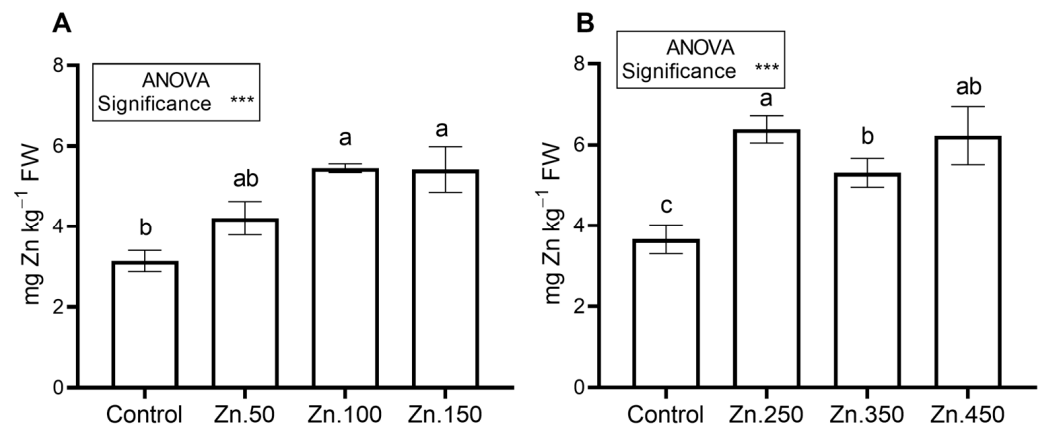 A
ANOVA
Significance ***
8
6
4
2
0
mg Zn kg⁻¹ FW
b
ab
a
a
Control Zn.50 Zn.100 Zn.150
B
ANOVA
Significance ***
8
6
4
2
0
mg Zn kg⁻¹ FW
c
a
b
ab
Control Zn.250 Zn.350 Zn.450